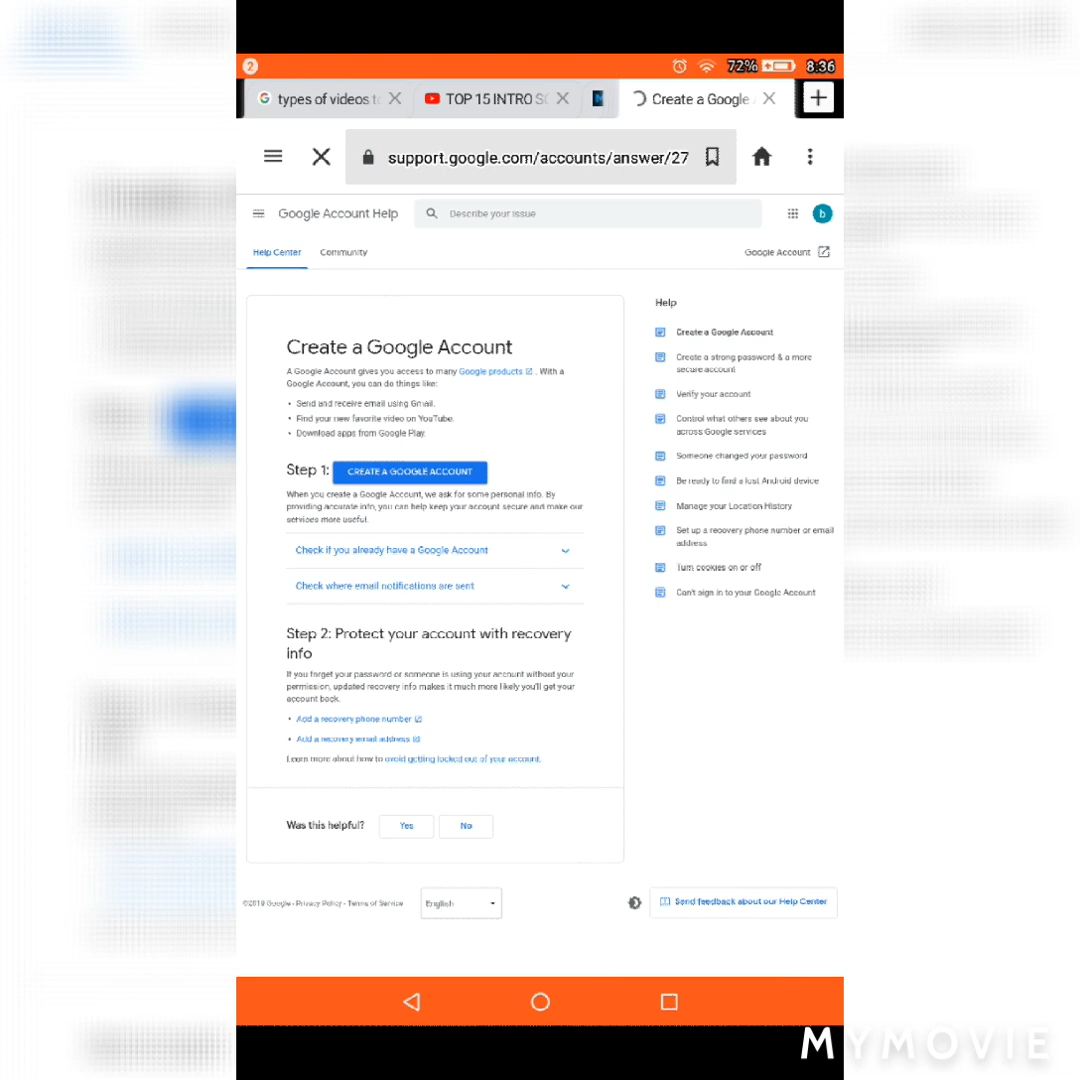 2
72%
8:36
types of videos to
TOP 15 INTRO SO
Create a Google
support.google.com/accounts/answer/27
Google Account Help
Describe your issue
b
Help Center
Community
Google Account
Create a Google Account
A Google Account gives you access to many Google products. With a
Google Account, you can do things like:
• Send and receive email using Gmail.
• Find your new favorite video on YouTube.
• Download apps from Google Play.
Step 1: CREATE A GOOGLE ACCOUNT
When you create a Google Account, we ask for some personal info. By
providing accurate info, you can help keep your account secure and make our
services more useful.
Check if you already have a Google Account
Check where email notifications are sent
Step 2: Protect your account with recovery
info
If you forget your password or someone is using your account without your
permission, updated recovery info makes it much more likely you'll get your
account back.
• Add a recovery phone number
• Add a recovery email address
Learn more about how to avoid getting locked out of your account.
Was this helpful?
Yes
No
Help
Create a Google Account
Create a strong password & a more
secure account
Verify your account
Control what others see about you
across Google services
Someone changed your password
Be ready to find a lost Android device
Manage your Location History
Set up a recovery phone number or email
address
Turn cookies on or off
Can't sign in to your Google Account
©2019 Google - Privacy Policy - Terms of Service
English
Send feedback about our Help Center
MYMOVIE